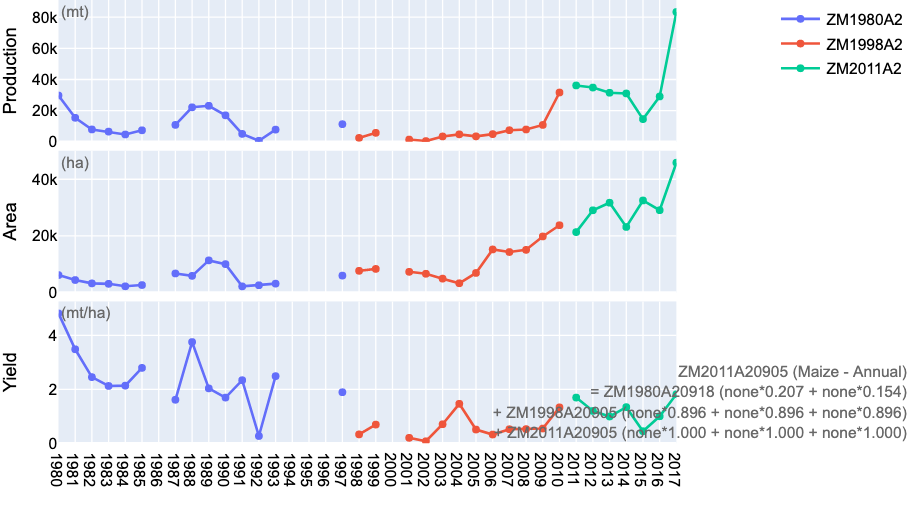 (mt)
Production
80k
60k
40k
20k
0
ZM1980A2
ZM1998A2
ZM2011A2
(ha)
Area
40k
20k
0
(mt/ha)
Yield
4
2
0
ZM2011A20905 (Maize - Annual)
= ZM1980A20918 (none*0.207 + none*0.154)
+ ZM1998A20905 (none*0.896 + none*0.896 + none*0.896)
+ ZM2011A20905 (none*1.000 + none*1.000 + none*1.000)
1980
1981
1982
1983
1984
1985
1986
1987
1988
1989
1990
1991
1992
1993
1994
1995
1996
1997
1998
1999
2000
2001
2002
2003
2004
2005
2006
2007
2008
2009
2010
2011
2012
2013
2014
2015
2016
2017